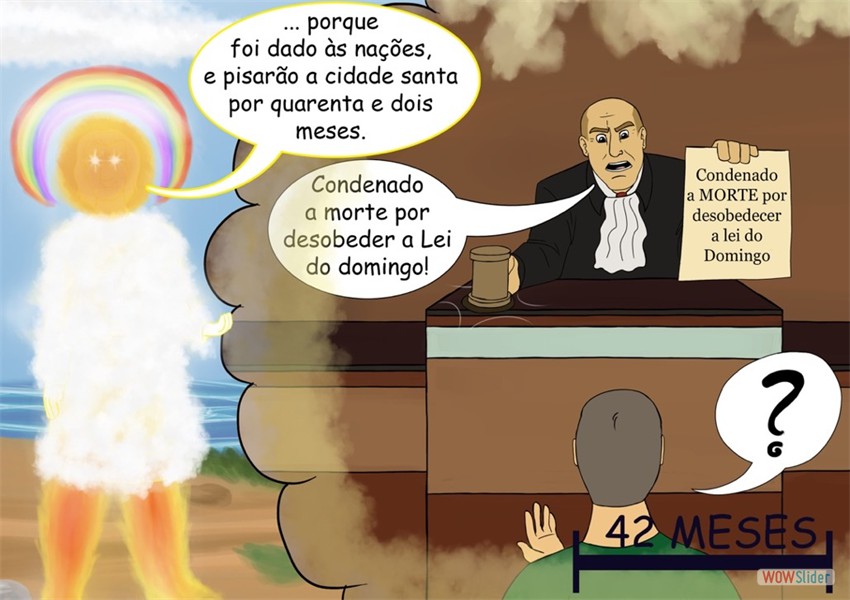 ... porque
foi dado às nações,
e pisarão a cidade santa
por quarenta e dois
meses.
Condenado
a morte por
desobeder a Lei
do domingo!
Condenado
a MORTE por
desobedecer
a lei do
Domingo
?
42 MESES
WOWSlider